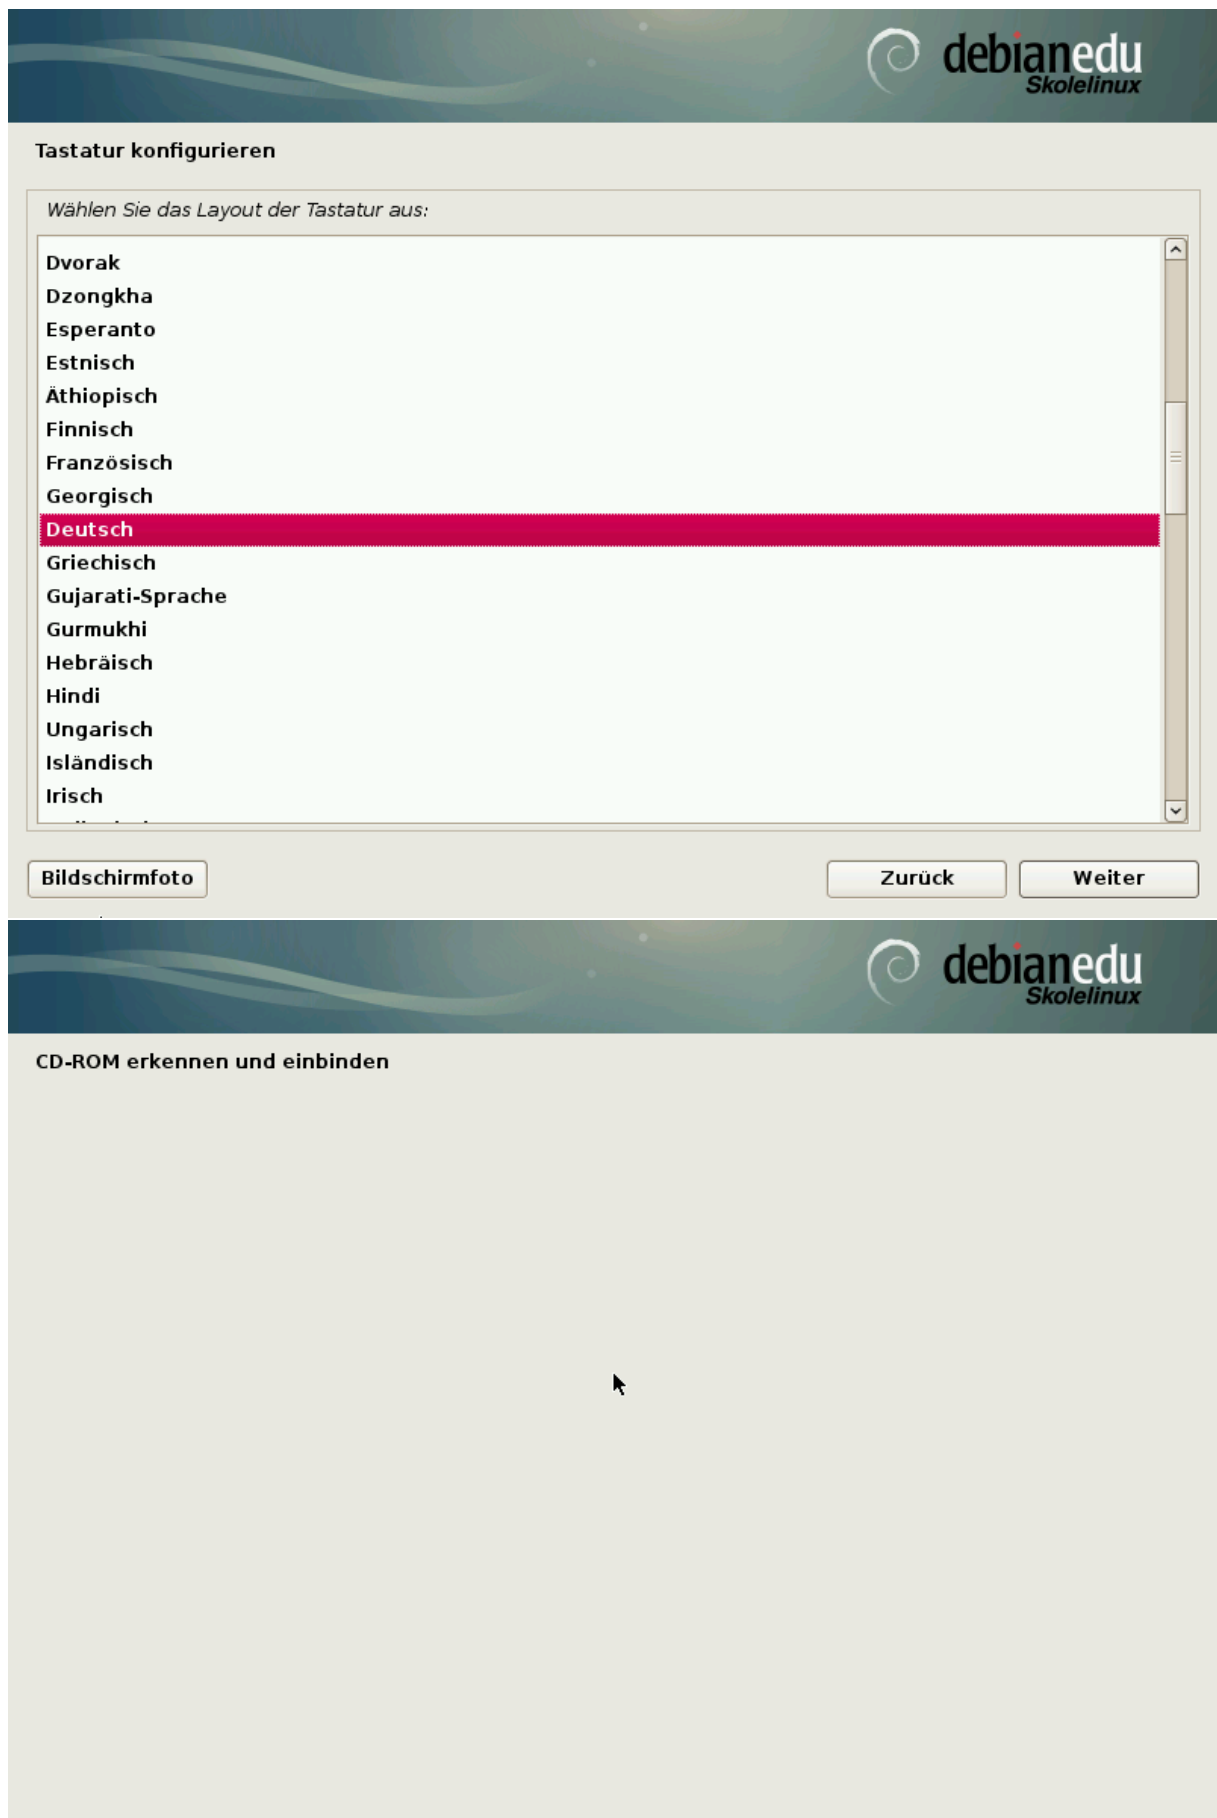 debianedu
Skolelinux
Tastatur konfigurieren
Wählen Sie das Layout der Tastatur aus:
Dvorak
Dzongkha
Esperanto
Estnisch
Äthiopisch
Finnisch
Französisch
Georgisch
Deutsch
Griechisch
Gujarati-Sprache
Gurmukhi
Hebräisch
Hindi
Ungarisch
Isländisch
Irisch
Bildschirmfoto
Zurück
Weiter
debianedu
Skolelinux
CD-ROM erkennen und einbinden